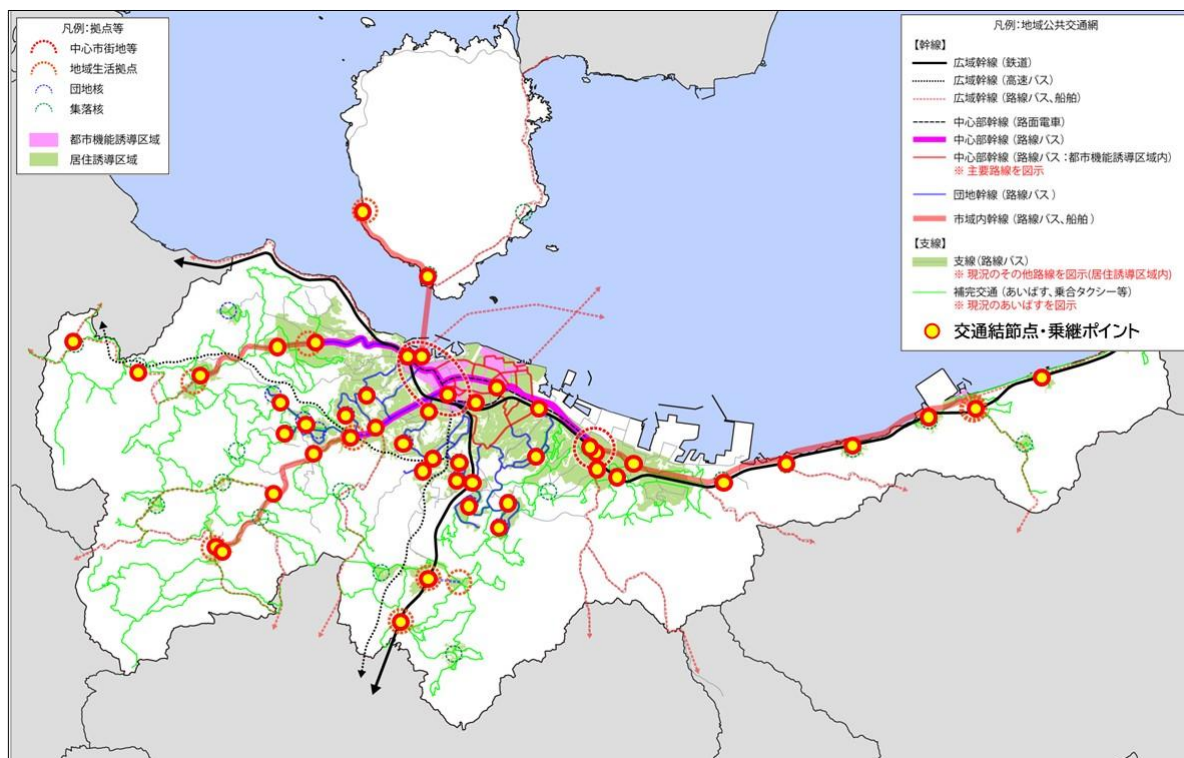 凡例:拠点等
中心市街地等
地域生活拠点
団地核
集落核
都市機能誘導区域
居住誘導区域
凡例:地域公共交通網
【幹線】
広域幹線(鉄道)
広域幹線(高速バス)
広域幹線(路線バス、船舶)
中心部幹線(路面電車)
中心部幹線(路線バス)
中心部幹線(路線バス:都市機能誘導区域内)
※ 主要路線を図示
団地幹線(路線バス)
市域内幹線(路線バス、船舶)
【支線】
支線(路線バス)
※ 現況のその他路線を図示(居住誘導区域内)
補完交通(あいばす、乗合タクシー等)
※ 現況のあいばすを図示
交通結節点・乗継ポイント